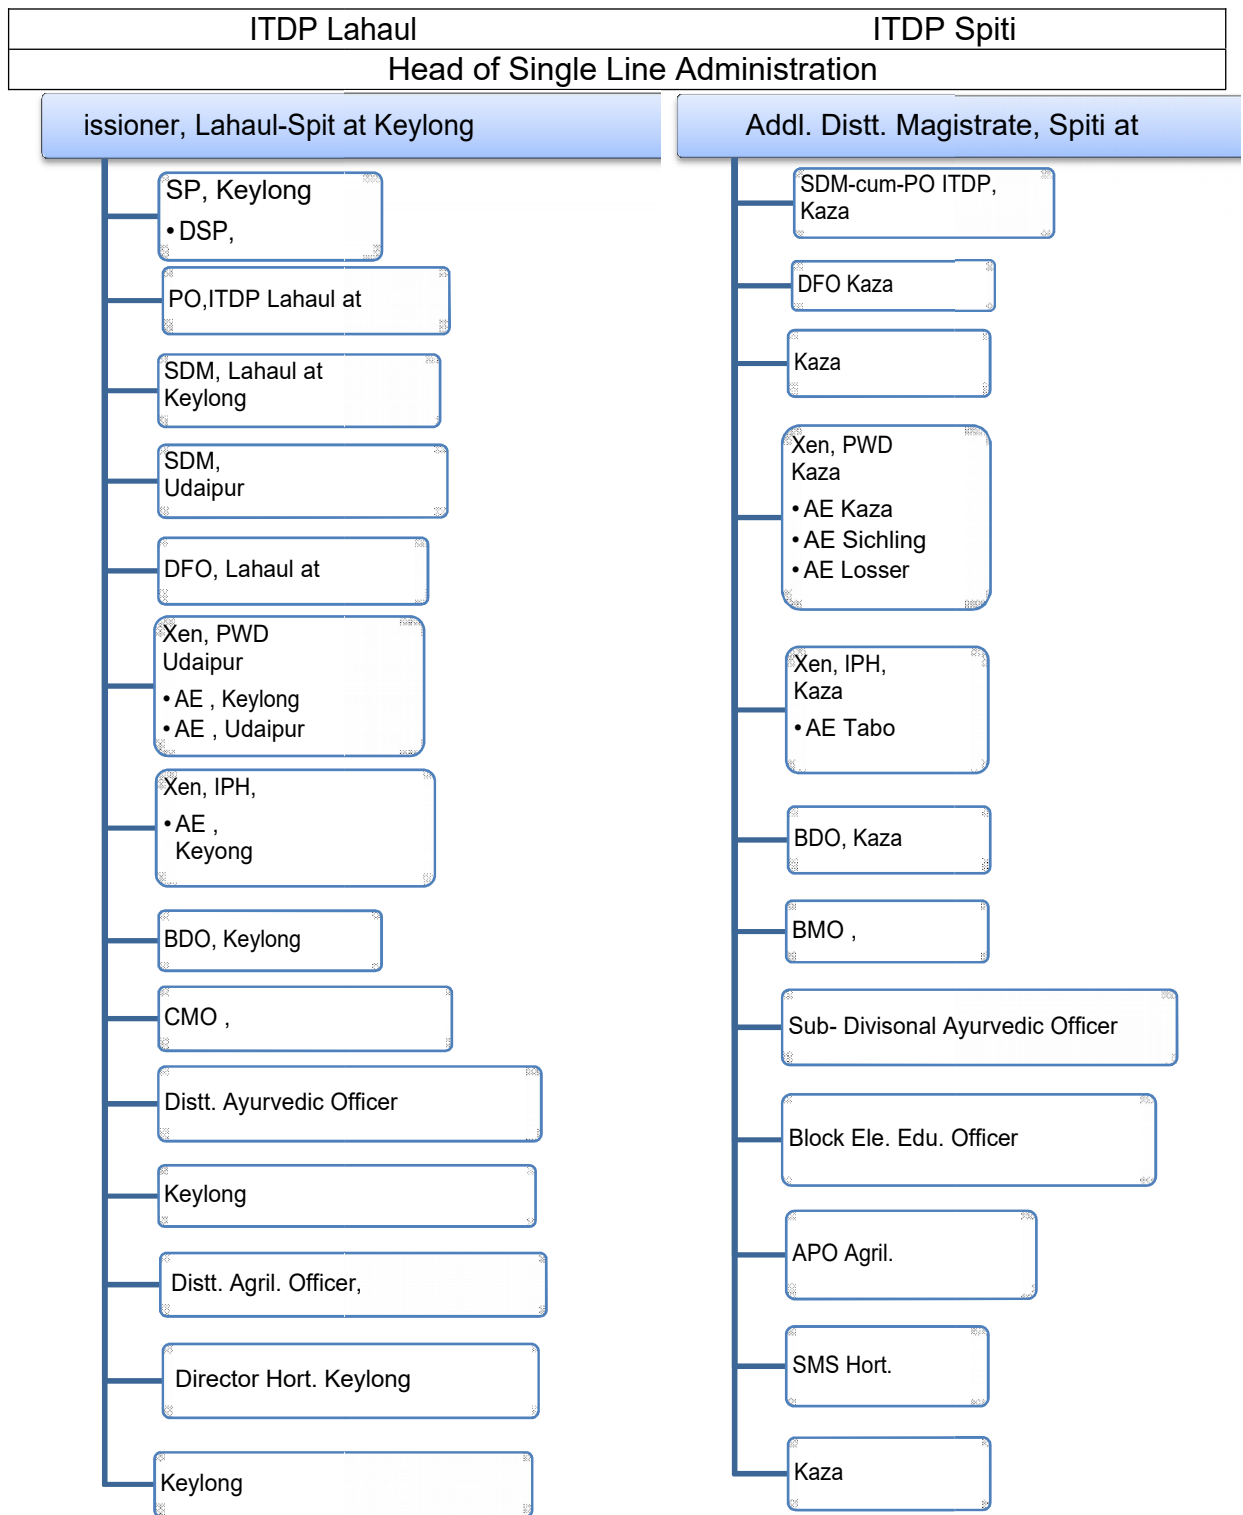 ITDP Lahaul
ITDP Spiti
Head of Single Line Administration
issioner, Lahaul-Spit at Keylong
SP, Keylong
• DSP,
PO,ITDP Lahaul at
SDM, Lahaul at
Keylong
SDM,
Udaipur
DFO, Lahaul at
Xen, PWD
Udaipur
• AE , Keylong
• AE , Udaipur
Xen, IPH,
• AE ,
Keyong
BDO, Keylong
CMO ,
Distt. Ayurvedic Officer
Keylong
Distt. Agril. Officer,
Director Hort. Keylong
Keylong
Addl. Distt. Magistrate, Spiti at
SDM-cum-PO ITDP,
Kaza
DFO Kaza
Kaza
Xen, PWD
Kaza
• AE Kaza
• AE Sichling
• AE Losser
Xen, IPH,
Kaza
• AE Tabo
BDO, Kaza
BMO ,
Sub- Divisonal Ayurvedic Officer
Block Ele. Edu. Officer
APO Agril.
SMS Hort.
Kaza